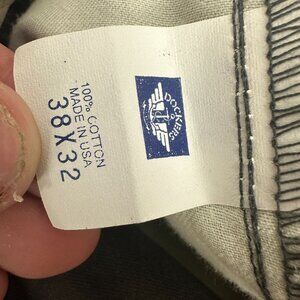 DOCKERS
100% COTTON
MADE IN USA
38X32